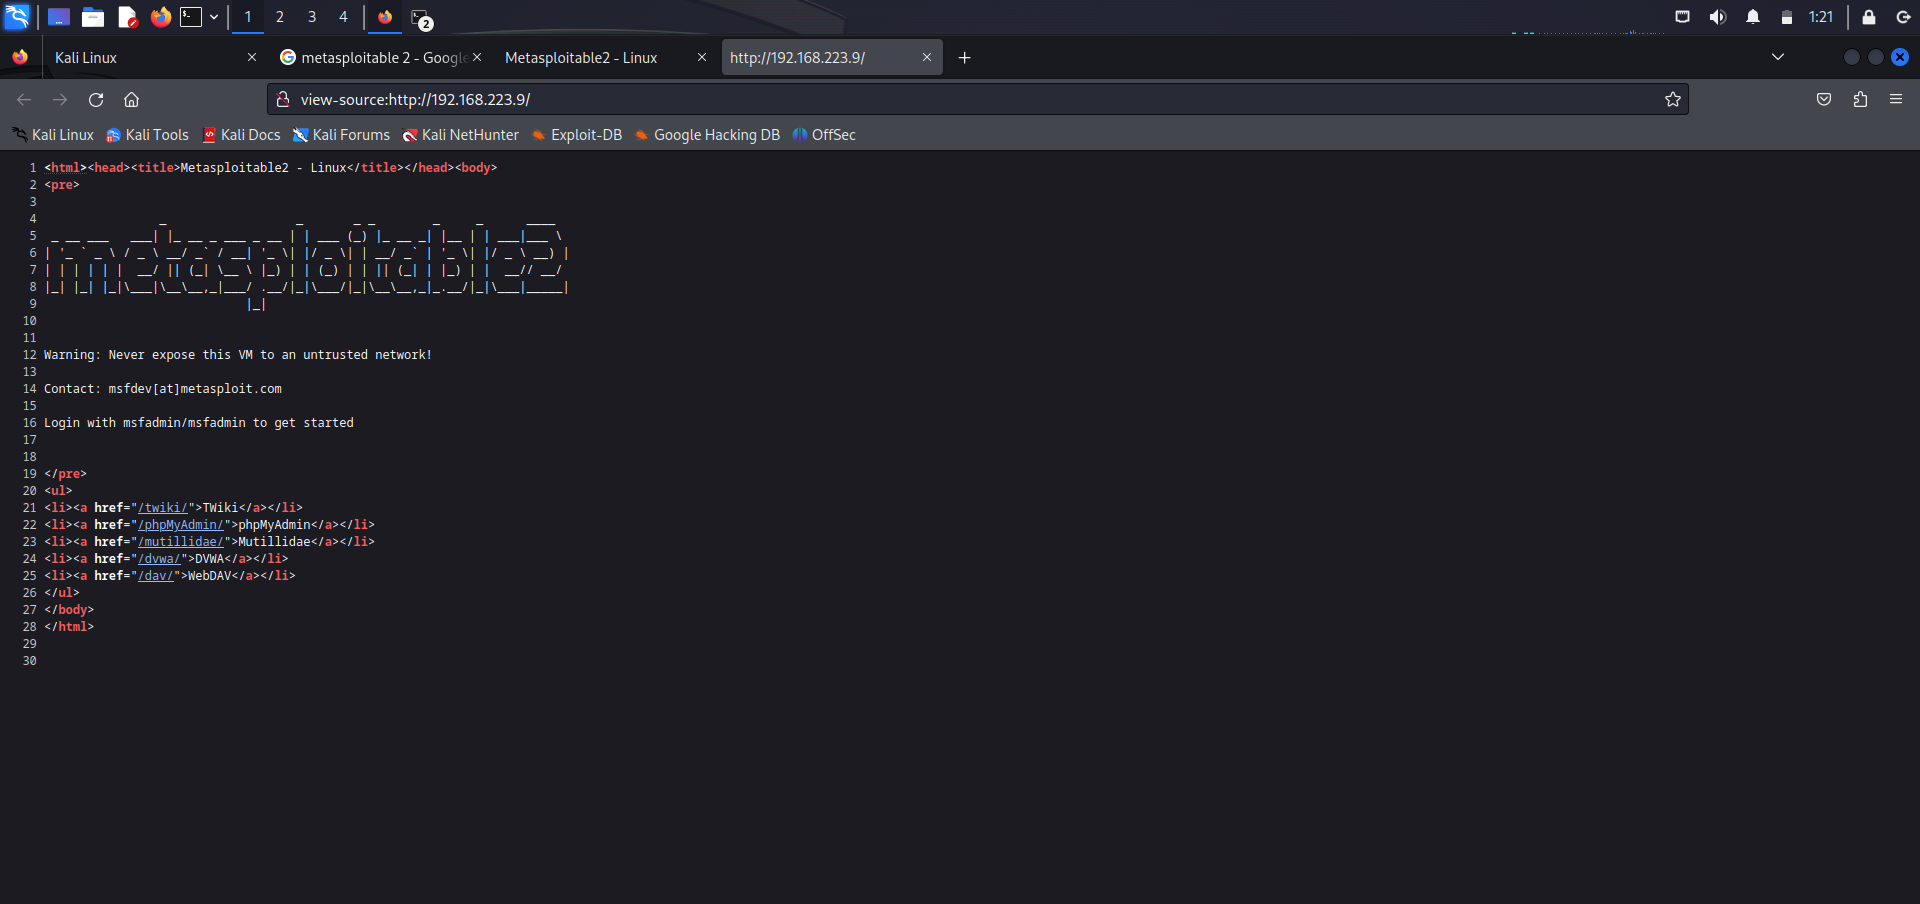 1 2 3 4 2 1:21
Kali Linux metasploitable 2 - Google Metasploitable2 - Linux http://192.168.223.9/
view-source:http://192.168.223.9/
Kali Linux Kali Tools Kali Docs Kali Forums Kali NetHunter Exploit-DB Google Hacking DB OffSec
1 <html><head><title>Metasploitable2 - Linux</title></head><body>
2 <pre>
3
4                _                  _       _ _        _     _      ____
5  _ __ ___   ___| |_ __ _ ___ _ __ | | ___ (_) |_ __ _| |__ | | ___|___ \
6 | '_ ` _ \ / _ \ __/ _` / __| '_ \| |/ _ \| | __/ _` | '_ \| |/ _ \ __) |
7 | | | | | |  __/ || (_| \__ \ |_) | | (_) | | || (_| | |_) | |  __// __/
8 |_| |_| |_|\___|\__\__,_|___/ .__/|_|\___/|_|\__\__,_|_.__/|_|\___|_____|
9                             |_|
10
11
12 Warning: Never expose this VM to an untrusted network!
13
14 Contact: msfdev[at]metasploit.com
15
16 Login with msfadmin/msfadmin to get started
17
18
19 </pre>
20 <ul>
21 <li><a href="/twiki/">TWiki</a></li>
22 <li><a href="/phpMyAdmin/">phpMyAdmin</a></li>
23 <li><a href="/mutillidae/">Mutillidae</a></li>
24 <li><a href="/dvwa/">DVWA</a></li>
25 <li><a href="/dav/">WebDAV</a></li>
26 </ul>
27 </body>
28 </html>
29
30